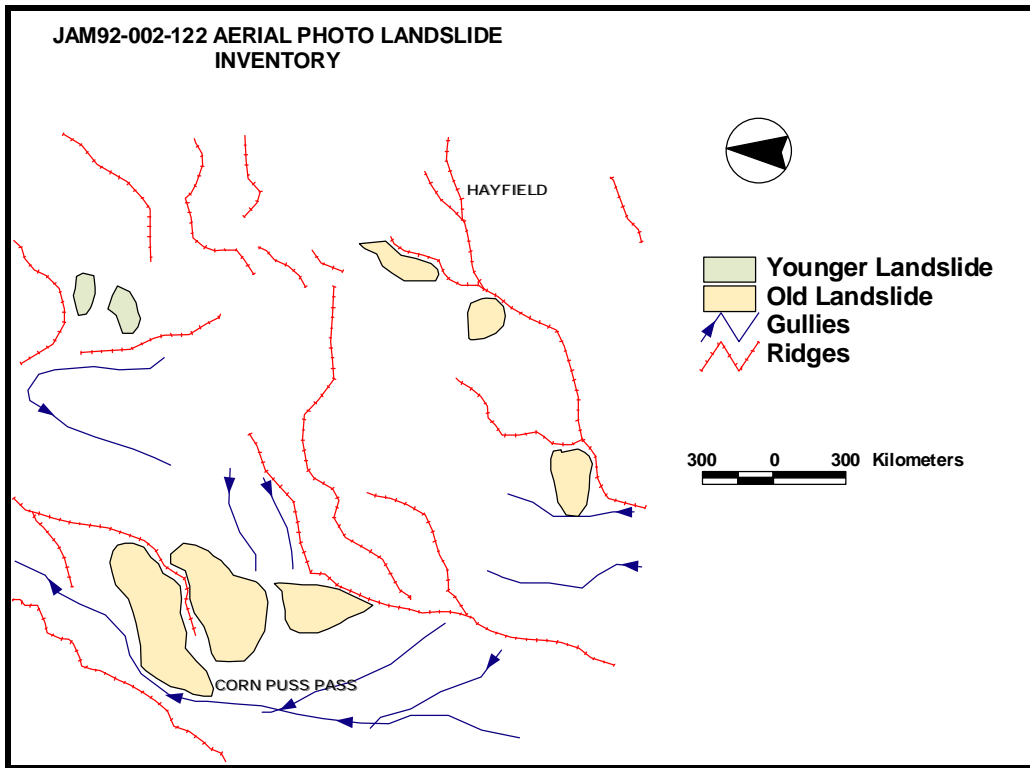 JAM92-002-122 AERIAL PHOTO LANDSLIDE
INVENTORY
HAYFIELD
Younger Landslide
Old Landslide
Gullies
Ridges
300 0 300 Kilometers
CORN PUSS PASS